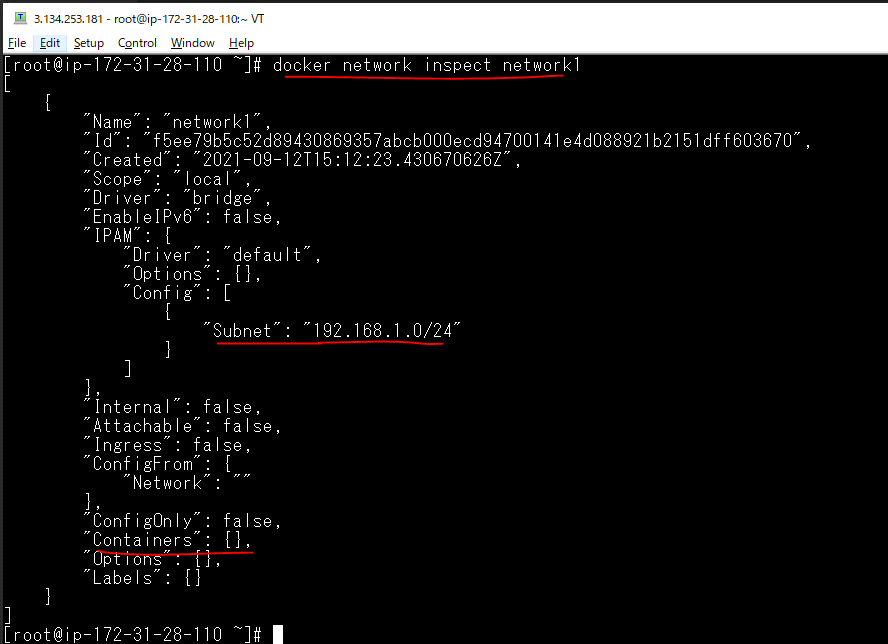 3.134.253.181 - root@ip-172-31-28-110:~ VT
File Edit Setup Control Window Help
[root@ip-172-31-28-110 ~]# docker network inspect network1
[
    {
        "Name": "network1",
        "Id": "f5ee79b5c52d89430869357abcb000ecd94700141e4d088921b2151dff603670",
        "Created": "2021-09-12T15:12:23.430670626Z",
        "Scope": "local",
        "Driver": "bridge",
        "EnableIPv6": false,
        "IPAM": {
            "Driver": "default",
            "Options": {},
            "Config": [
                {
                    "Subnet": "192.168.1.0/24"
                }
            ]
        },
        "Internal": false,
        "Attachable": false,
        "Ingress": false,
        "ConfigFrom": {
            "Network": ""
        },
        "ConfigOnly": false,
        "Containers": {},
        "Options": {},
        "Labels": {}
    }
]
[root@ip-172-31-28-110 ~]#